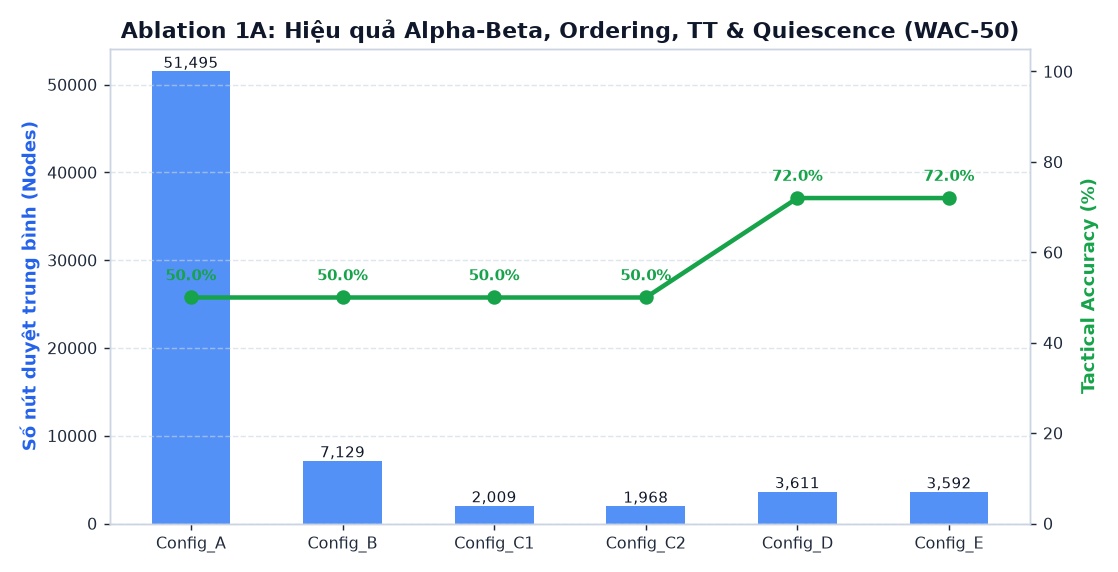 Ablation 1A: Hiệu quả Alpha-Beta, Ordering, TT & Quiescence (WAC-50)
Số nút duyệt trung bình (Nodes)
50000
40000
30000
20000
10000
0
51,495
7,129
2,009
1,968
3,611
3,592
50.0%
50.0%
50.0%
50.0%
72.0%
72.0%
Config_A
Config_B
Config_C1
Config_C2
Config_D
Config_E
100
80
60
40
20
0
Tactical Accuracy (%)